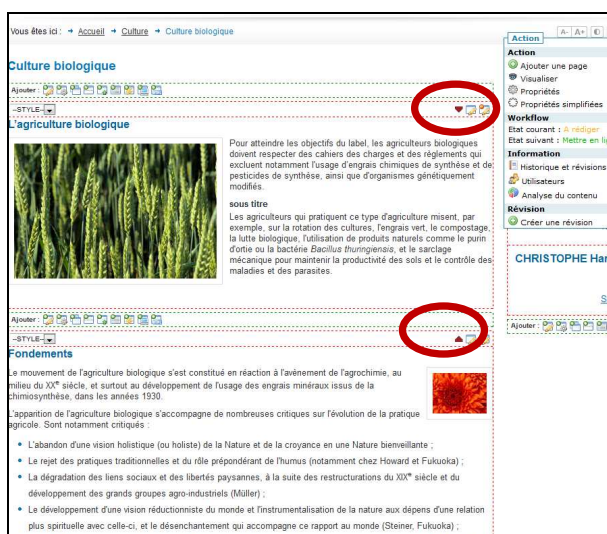 Vous êtes ici : → Accueil → Culture → Culture biologique
A- A+
Culture biologique
Ajouter :
--STYLE--
L'agriculture biologique
Pour atteindre les objectifs du label, les agriculteurs biologiques
doivent respecter des cahiers des charges et des règlements qui
excluent notamment l'usage d'engrais chimiques de synthèse et de
pesticides de synthèse, ainsi que d'organismes génétiquement
modifiés.
sous titre
Les agriculteurs qui pratiquent ce type d'agriculture misent, par
exemple, sur la rotation des cultures, l'engrais vert, le compostage,
la lutte biologique, l'utilisation de produits naturels comme le purin
d'ortie ou la bactérie Bacillus thuringiensis, et le sarclage
mécanique pour maintenir la productivité des sols et le contrôle des
maladies et des parasites.
Ajouter :
--STYLE--
Fondements
Le mouvement de l'agriculture biologique s'est constitué en réaction à l'avènement de l'agrochimie, au
milieu du XXe siècle, et surtout au développement de l'usage des engrais minéraux issus de la
chimiosynthèse, dans les années 1930.
L'apparition de l'agriculture biologique s'accompagne de nombreuses critiques sur l'évolution de la pratique
agricole. Sont notamment critiqués :
• L'abandon d'une vision holistique (ou holiste) de la Nature et de la croyance en une Nature bienveillante ;
• Le rejet des pratiques traditionnelles et du rôle prépondérant de l'humus (notamment chez Howard et Fukuoka) ;
• La dégradation des liens sociaux et des libertés paysannes, à la suite des restructurations du XIXe siècle et du
développement des grands groupes agro-industriels (Müller) ;
• Le développement d'une vision réductionniste du monde et l'instrumentalisation de la nature aux dépens d'une relation
plus spirituelle avec celle-ci, et le désenchantement qui accompagne ce rapport au monde (Steiner, Fukuoka) ;
Action
Action
Ajouter une page
Visualiser
Propriétés
Propriétés simplifiées
Workflow
Etat courant : A rédiger
Etat suivant : Mettre en li
Information
Historique et révisions
Utilisateurs
Analyse du contenu
Révision
Créer une révision
CHRISTOPHE Har
S
Ajouter :